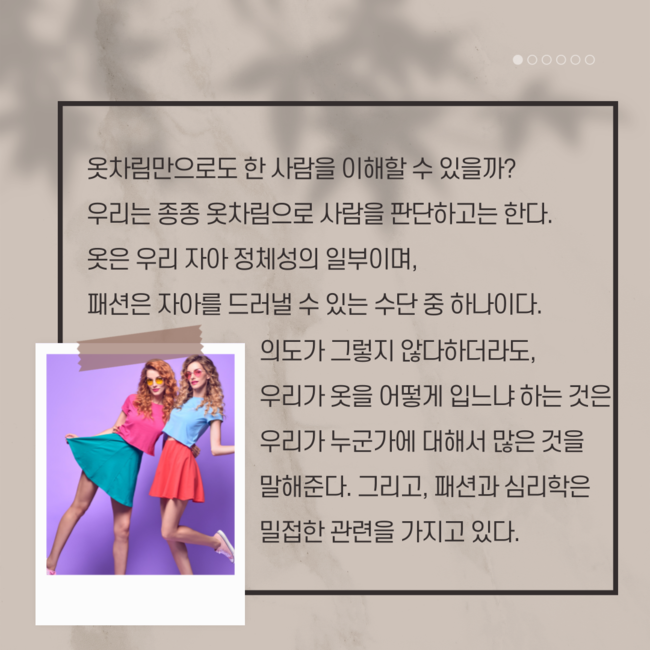 옷차림만으로도 한 사람을 이해할 수 있을까?
우리는 종종 옷차림으로 사람을 판단하고는 한다.
옷은 우리 자아 정체성의 일부이며,
패션은 자아를 드러낼 수 있는 수단 중 하나이다.
의도가 그렇지 않다하더라도,
우리가 옷을 어떻게 입느냐 하는 것은
우리가 누군가에 대해서 많은 것을
말해준다. 그리고, 패션과 심리학은
밀접한 관련을 가지고 있다.